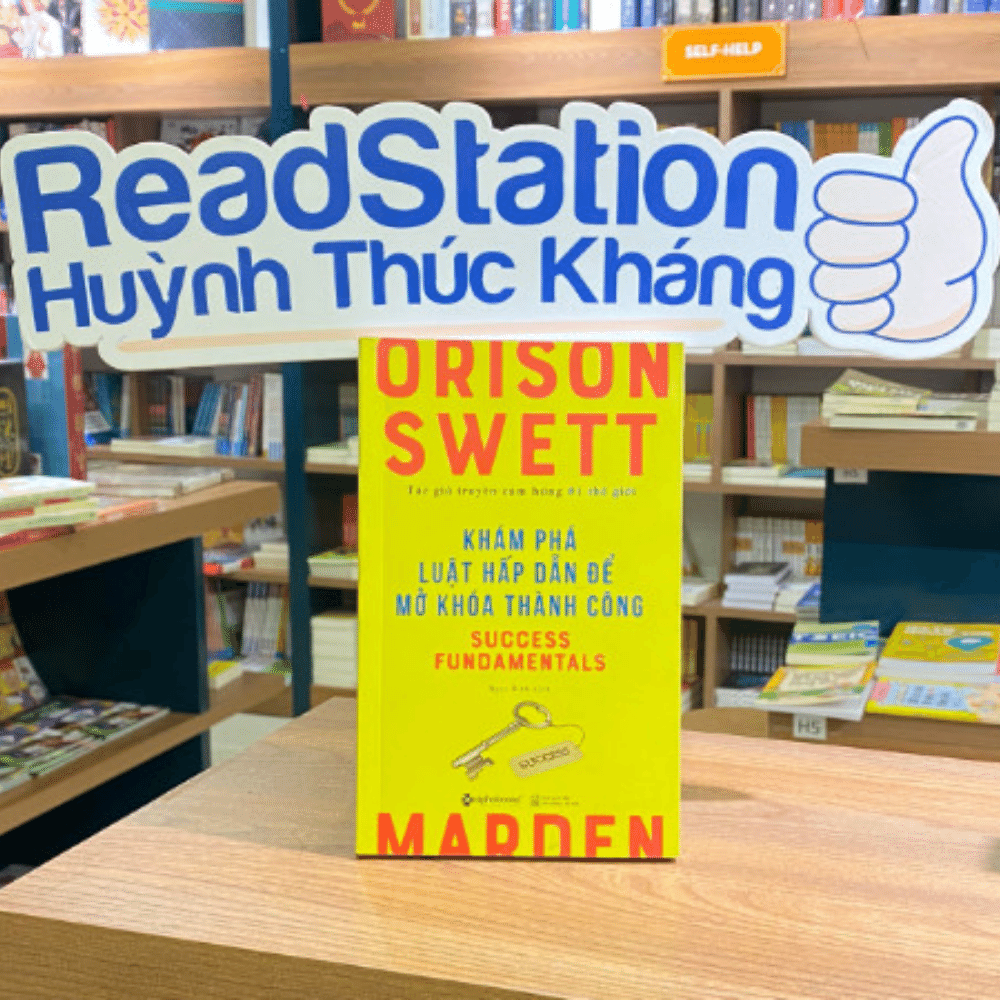 SELF-HELP
ReadStation
Huỳnh Thúc Kháng
ORISON
SWETT
Tác giả truyền cảm hứng #1 thế giới
KHÁM PHÁ
LUẬT HẤP DẪN ĐỂ
MỞ KHÓA THÀNH CÔNG
SUCCESS
FUNDAMENTALS
SUCCESS
MARDEN
H5